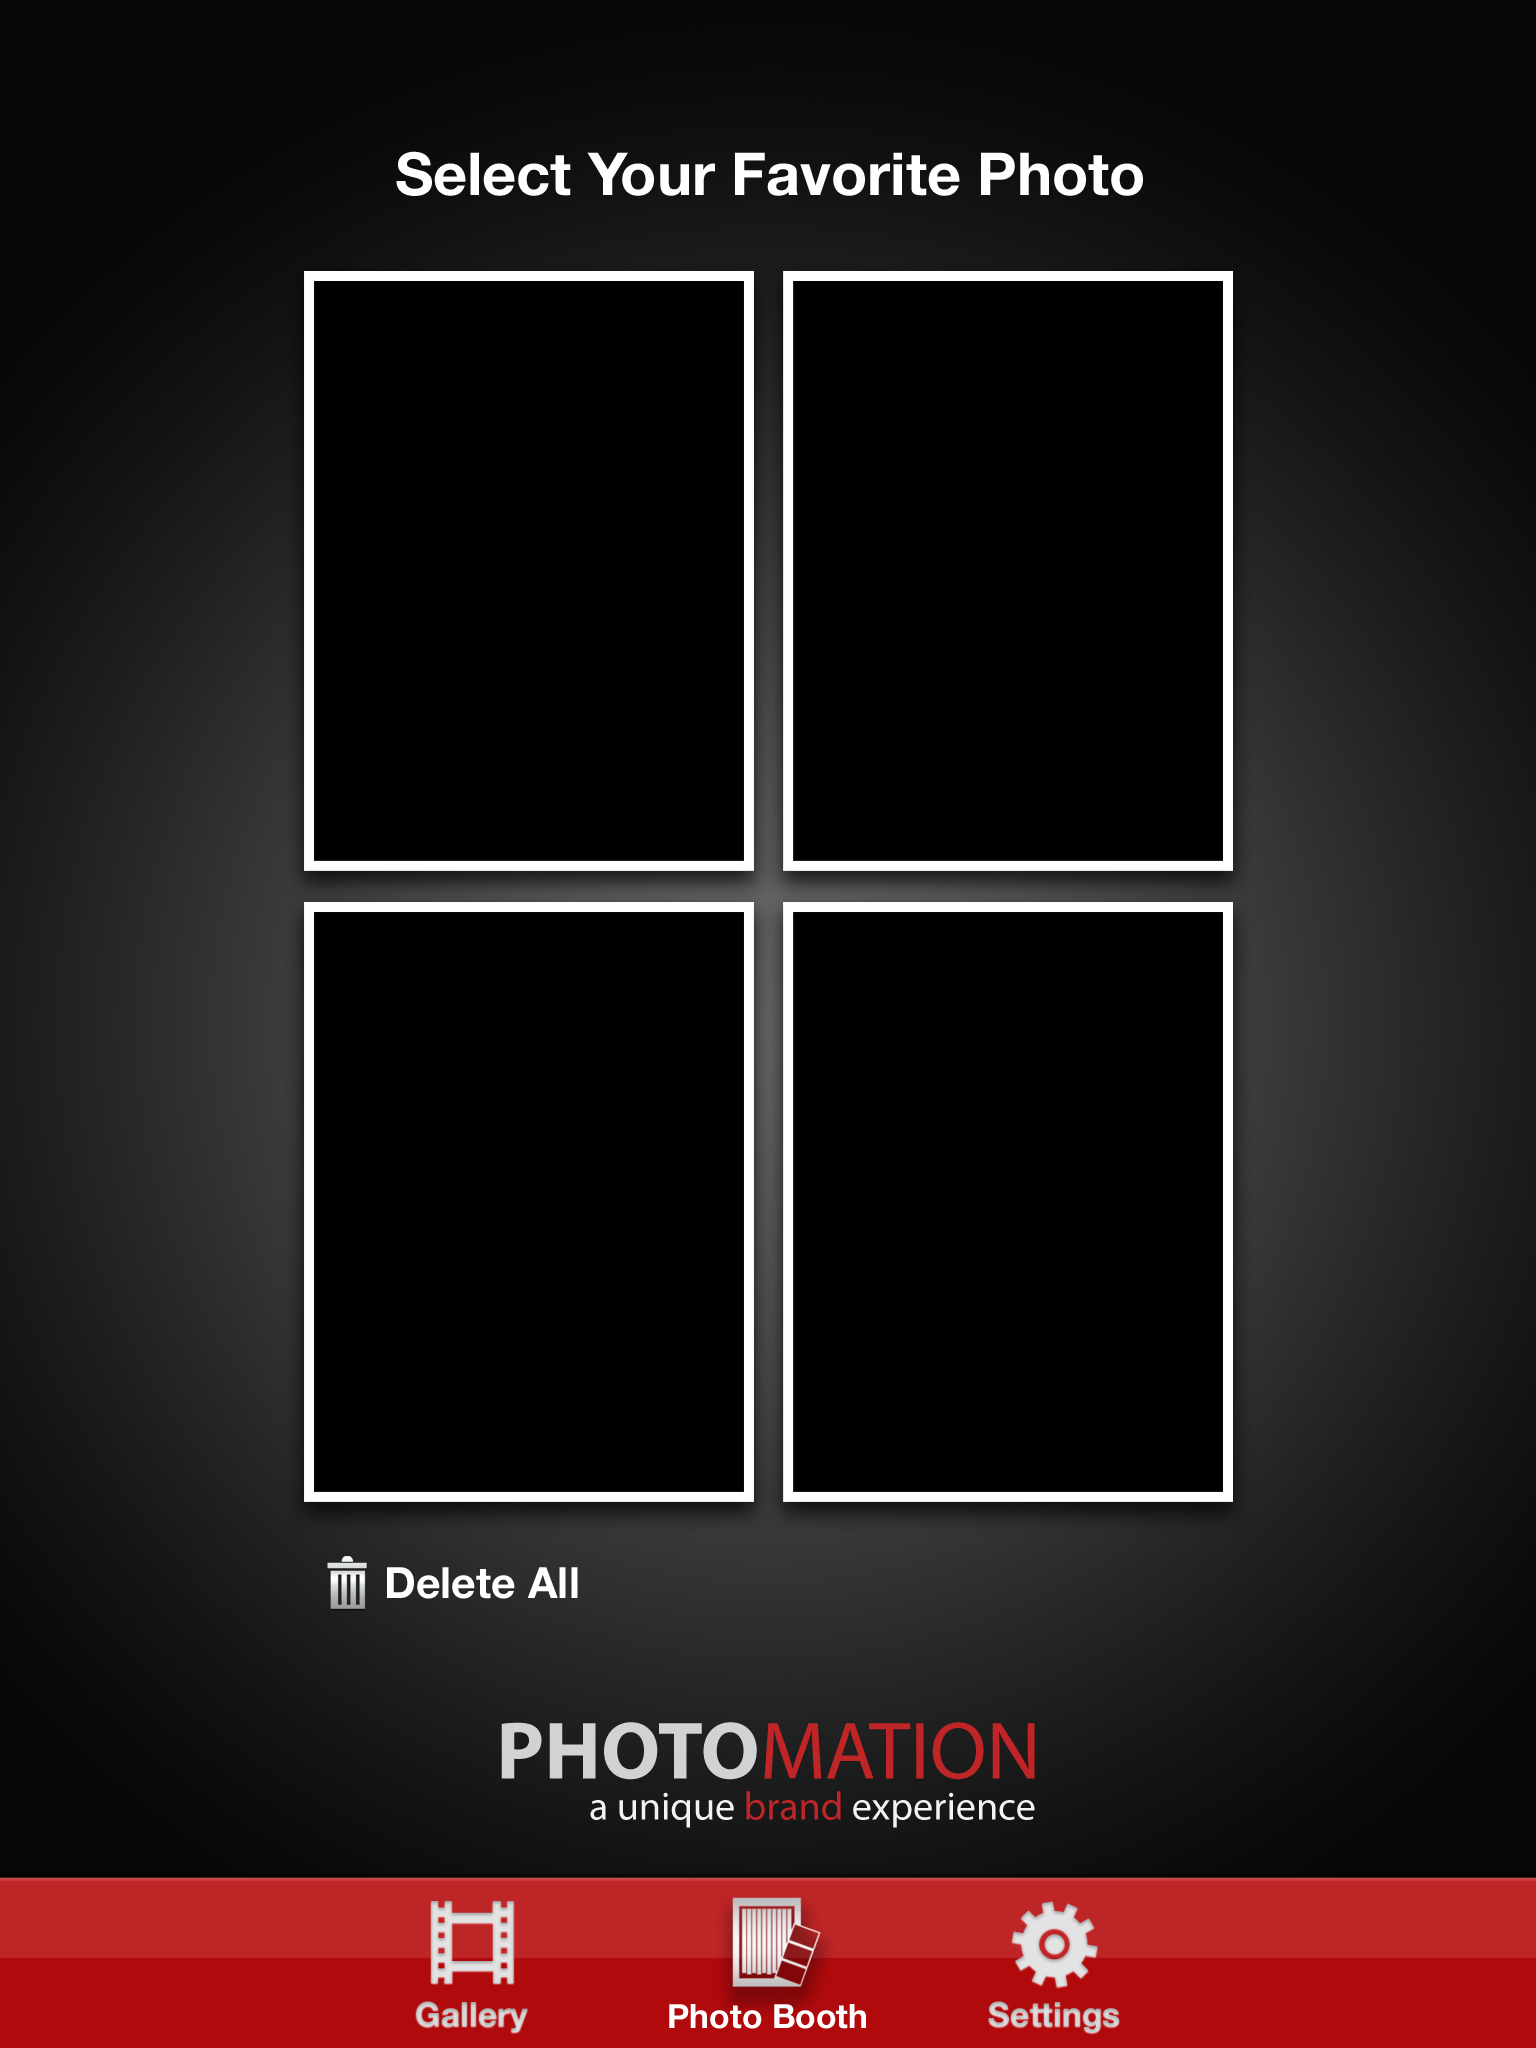 Select Your Favorite Photo
Delete All
PHOTOMATION
a unique brand experience
Gallery
Photo Booth
Settings